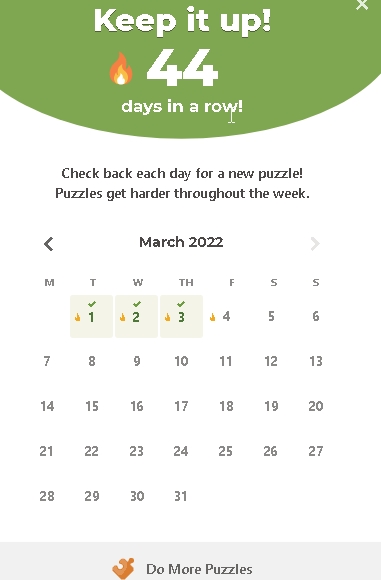 Keep it up!
44
days in a row!
Check back each day for a new puzzle!
Puzzles get harder throughout the week.
March 2022
M T W TH F S S
1 2 3 4 5 6
7 8 9 10 11 12 13
14 15 16 17 18 19 20
21 22 23 24 25 26 27
28 29 30 31
Do More Puzzles